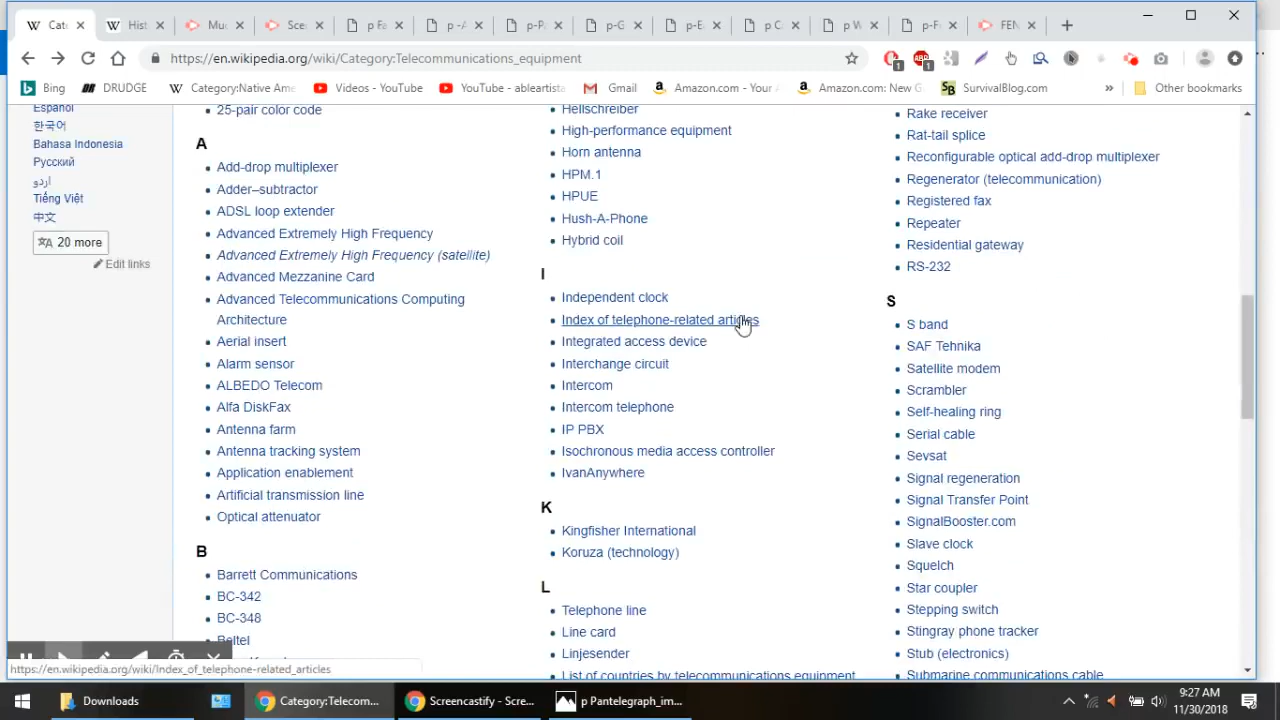 Cate
Hist
Muc
Scee
p Fa
p -A
p-Pa
p-G
p-E
p C
p W
p-F
FEN
https://en.wikipedia.org/wiki/Category:Telecommunications_equipment
1
1
Bing
DRUDGE
Category:Native Ame
Videos - YouTube
YouTube - ableartista
Gmail
Amazon.com - Your A
Amazon.com: New G
SurvivalBlog.com
»
Other bookmarks
Español
한국어
Bahasa Indonesia
Русский
اردو
Tiếng Việt
中文
20 more
Edit links
25-pair color code
A
Add-drop multiplexer
Adder–subtractor
ADSL loop extender
Advanced Extremely High Frequency
Advanced Extremely High Frequency (satellite)
Advanced Mezzanine Card
Advanced Telecommunications Computing
Architecture
Aerial insert
Alarm sensor
ALBEDO Telecom
Alfa DiskFax
Antenna farm
Antenna tracking system
Application enablement
Artificial transmission line
Optical attenuator
B
Barrett Communications
BC-342
BC-348
Beltel
Hellschreiber
High-performance equipment
Horn antenna
HPM.1
HPUE
Hush-A-Phone
Hybrid coil
I
Independent clock
Index of telephone-related articles
Integrated access device
Interchange circuit
Intercom
Intercom telephone
IP PBX
Isochronous media access controller
IvanAnywhere
K
Kingfisher International
Koruza (technology)
L
Telephone line
Line card
Linjesender
List of countries by telecommunications equipment
Rake receiver
Rat-tail splice
Reconfigurable optical add-drop multiplexer
Regenerator (telecommunication)
Registered fax
Repeater
Residential gateway
RS-232
S
S band
SAF Tehnika
Satellite modem
Scrambler
Self-healing ring
Serial cable
Sevsat
Signal regeneration
Signal Transfer Point
SignalBooster.com
Slave clock
Squelch
Star coupler
Stepping switch
Stingray phone tracker
Stub (electronics)
Submarine communications cable
https://en.wikipedia.org/wiki/Index_of_telephone-related_articles
Downloads
Category:Telecom...
Screencastify - Scre...
p Pantelegraph_im...
9:27 AM
11/30/2018